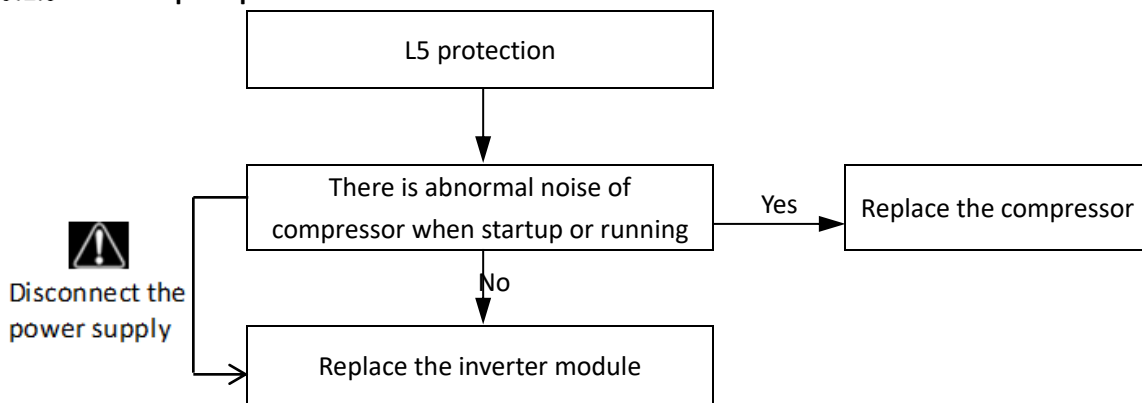 L5 protection
There is abnormal noise of
compressor when startup or running
Yes
Replace the compressor
Disconnect the
power supply
No
Replace the inverter module